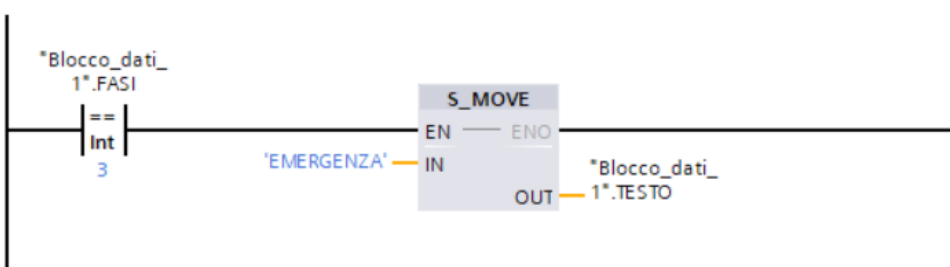 "Blocco_dati_
1".FASI
==
Int
3
S_MOVE
EN ENO
'EMERGENZA' IN
OUT
"Blocco_dati_
1".TESTO